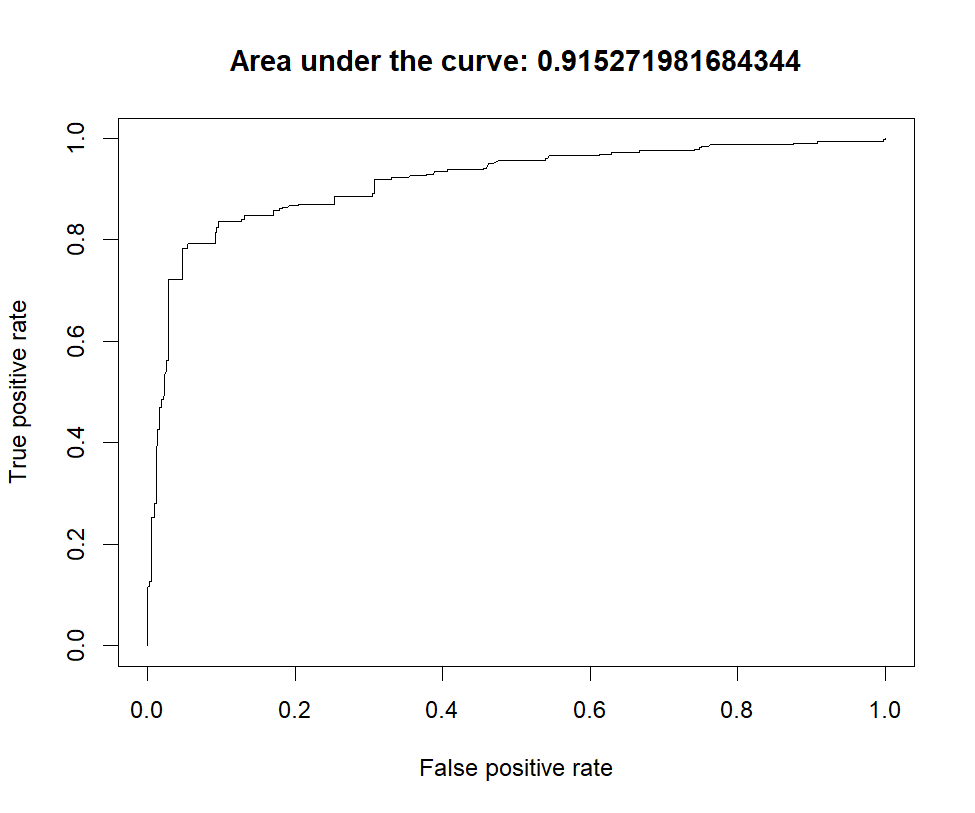 Area under the curve: 0.915271981684344
1.0
0.8
0.6
0.4
0.2
0.0
True positive rate
0.0 0.2 0.4 0.6 0.8 1.0
False positive rate